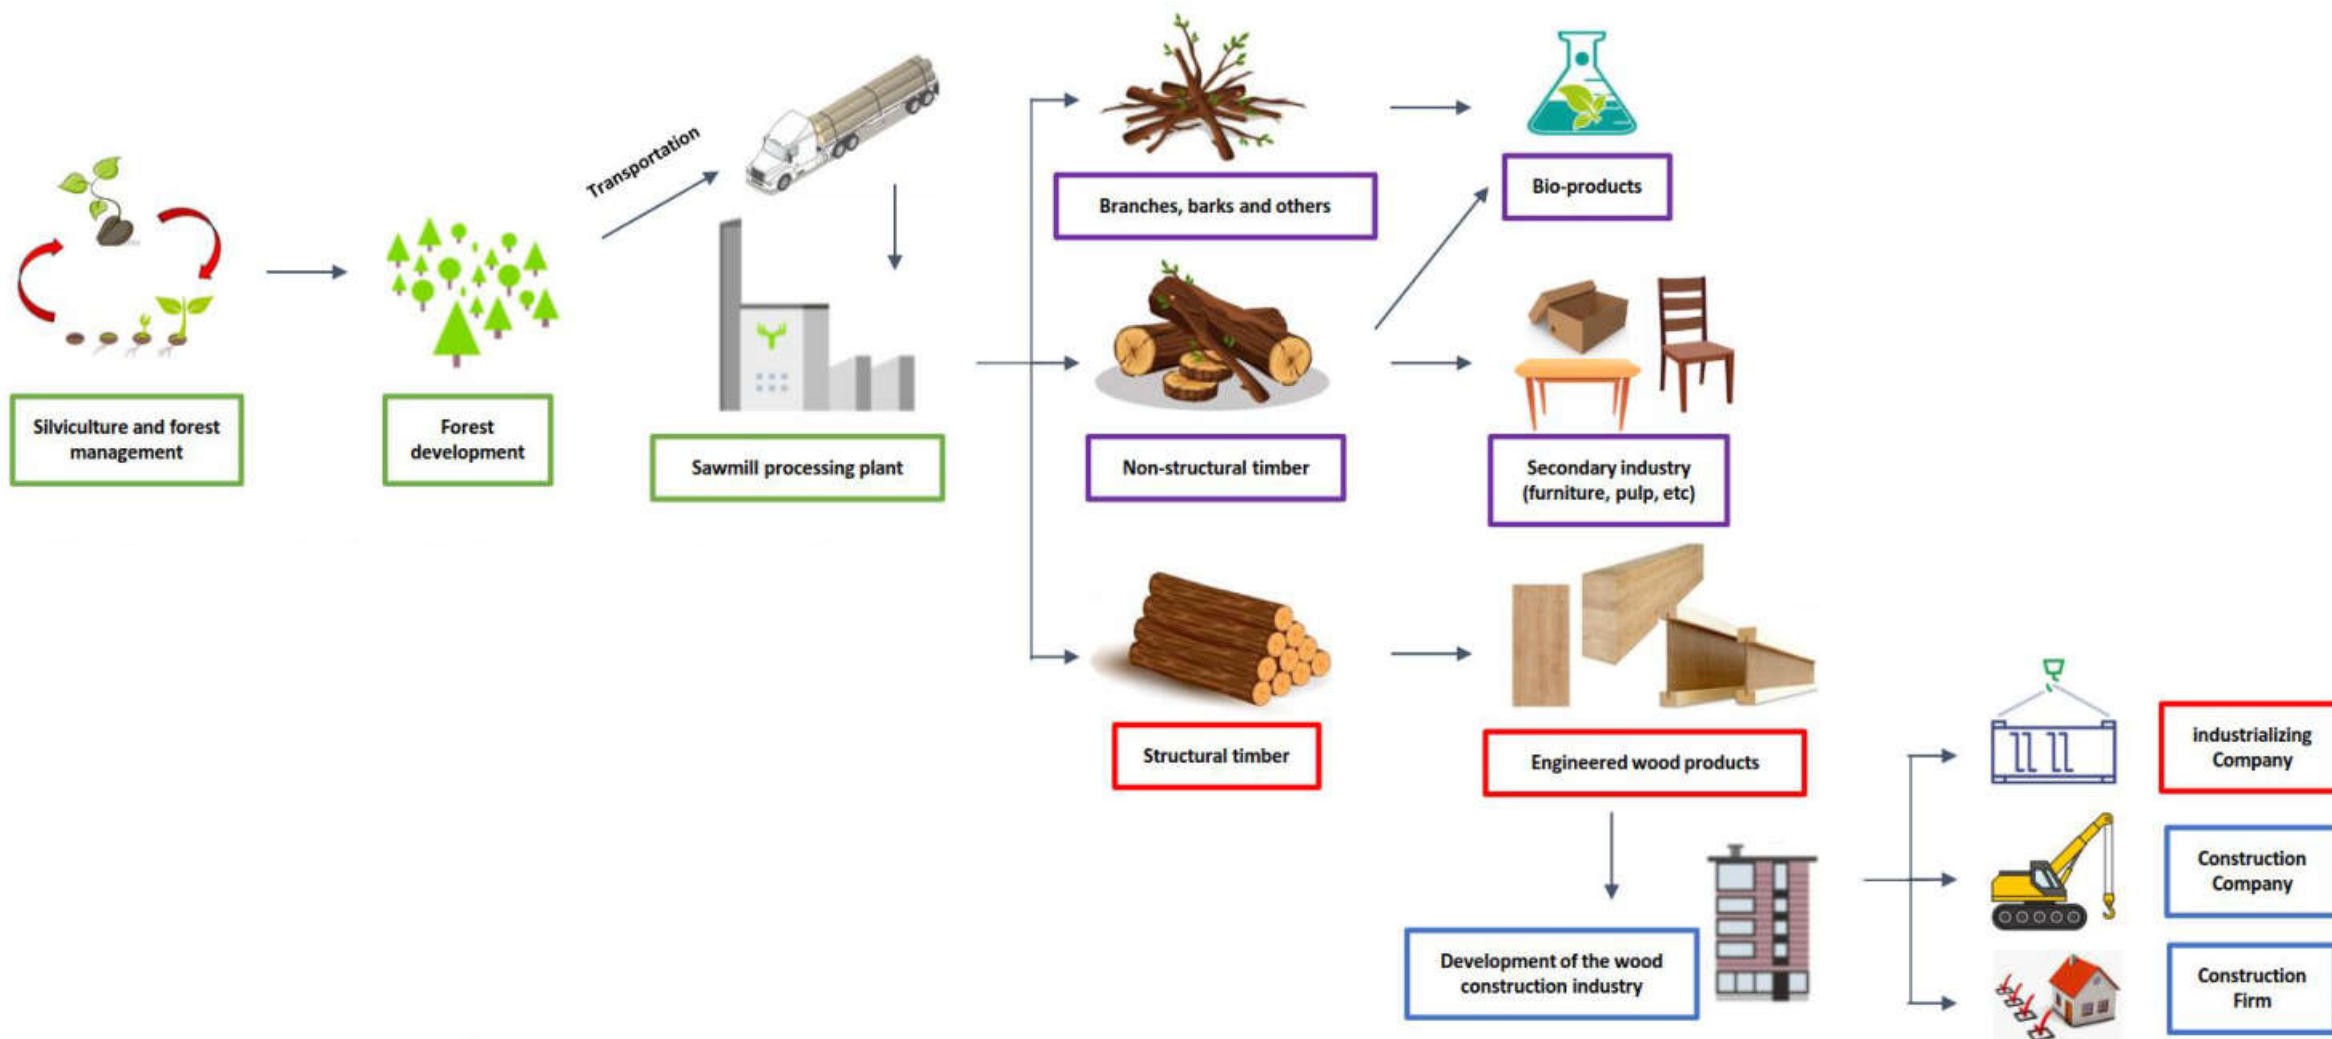 Transportation
Silviculture and forest
management
Forest
development
Sawmill processing plant
Branches, barks and others
Bio-products
Non-structural timber
Secondary industry
(furniture, pulp, etc)
Structural timber
Engineered wood products
Development of the wood
construction industry
industrializing
Company
Construction
Company
Construction
Firm